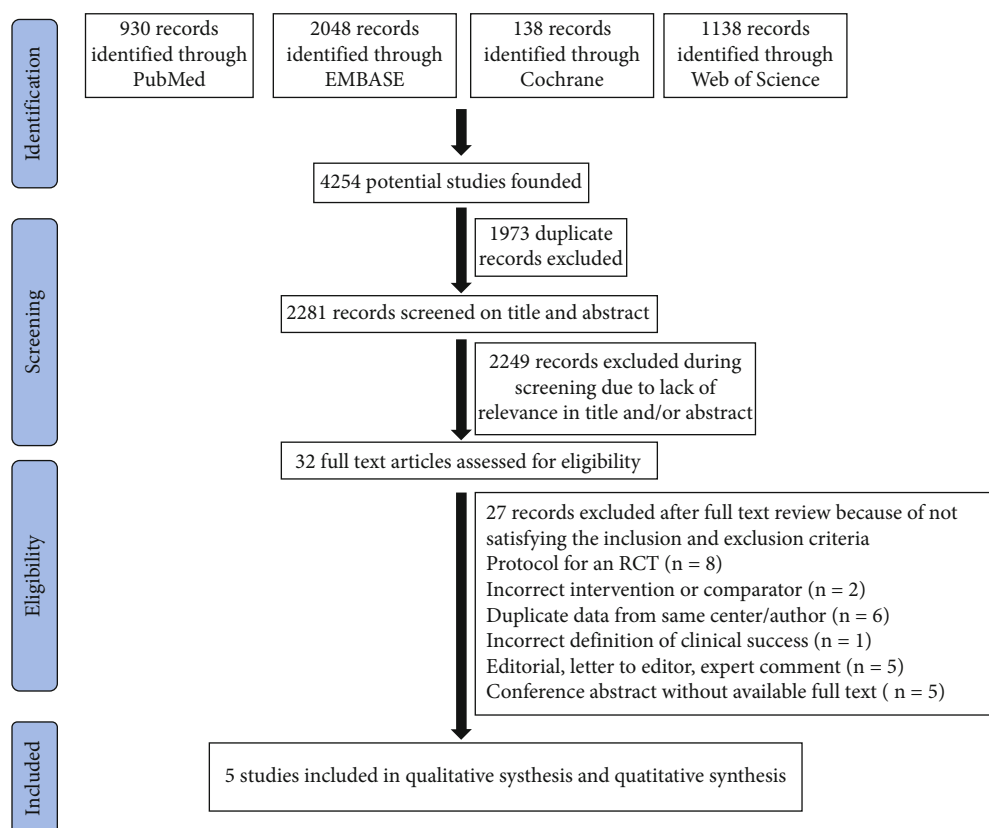 Identification
930 records
identified through
PubMed
2048 records
identified through
EMBASE
138 records
identified through
Cochrane
1138 records
identified through
Web of Science
4254 potential studies founded
Screening
1973 duplicate
records excluded
2281 records screened on title and abstract
2249 records excluded during
screening due to lack of
relevance in title and/or abstract
Eligibility
32 full text articles assessed for eligibility
27 records excluded after full text review because of not
satisfying the inclusion and exclusion criteria
Protocol for an RCT (n = 8)
Incorrect intervention or comparator (n = 2)
Duplicate data from same center/author (n = 6)
Incorrect definition of clinical success (n = 1)
Editorial, letter to editor, expert comment (n = 5)
Conference abstract without available full text ( n = 5)
Included
5 studies included in qualitative systhesis and quatitative synthesis